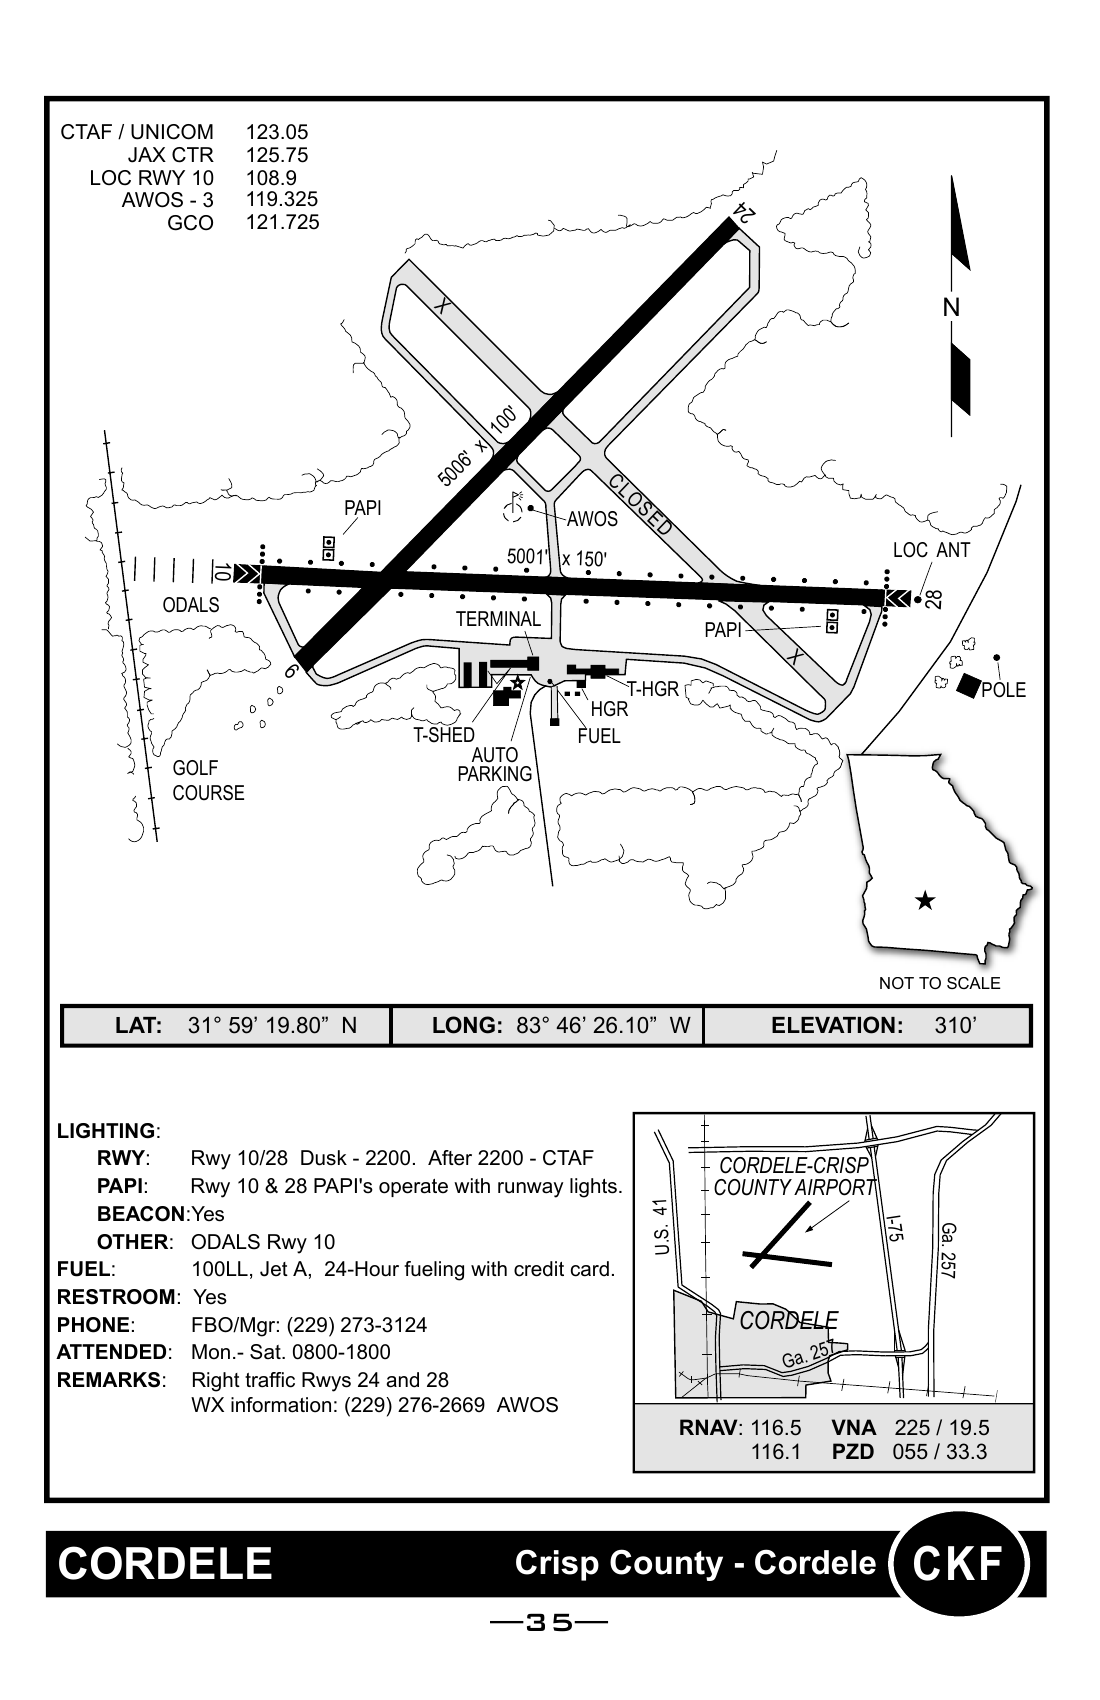 CTAF / UNICOM 123.05
JAX CTR 125.75
LOC RWY 10 108.9
AWOS - 3 119.325
GCO 121.725
24
X
N
5006' x 100'
CLOSED
PAPI
AWOS
5001' x 150'
LOC ANT
10
28
ODALS
TERMINAL
PAPI
X
6
T-HGR
POLE
HGR
T-SHED
FUEL
AUTO
PARKING
GOLF
COURSE
NOT TO SCALE
LAT: 31° 59’ 19.80” N
LONG: 83° 46’ 26.10” W
ELEVATION: 310’
LIGHTING:
RWY: Rwy 10/28 Dusk - 2200. After 2200 - CTAF
PAPI: Rwy 10 & 28 PAPI's operate with runway lights.
BEACON:Yes
OTHER: ODALS Rwy 10
FUEL: 100LL, Jet A, 24-Hour fueling with credit card.
RESTROOM: Yes
PHONE: FBO/Mgr: (229) 273-3124
ATTENDED: Mon.- Sat. 0800-1800
REMARKS: Right traffic Rwys 24 and 28
WX information: (229) 276-2669 AWOS
CORDELE-CRISP
COUNTY AIRPORT
U.S. 41
I-75
Ga. 257
CORDELE
Ga. 257
RNAV: 116.5 VNA 225 / 19.5
116.1 PZD 055 / 33.3
CORDELE
Crisp County - Cordele
CKF
35